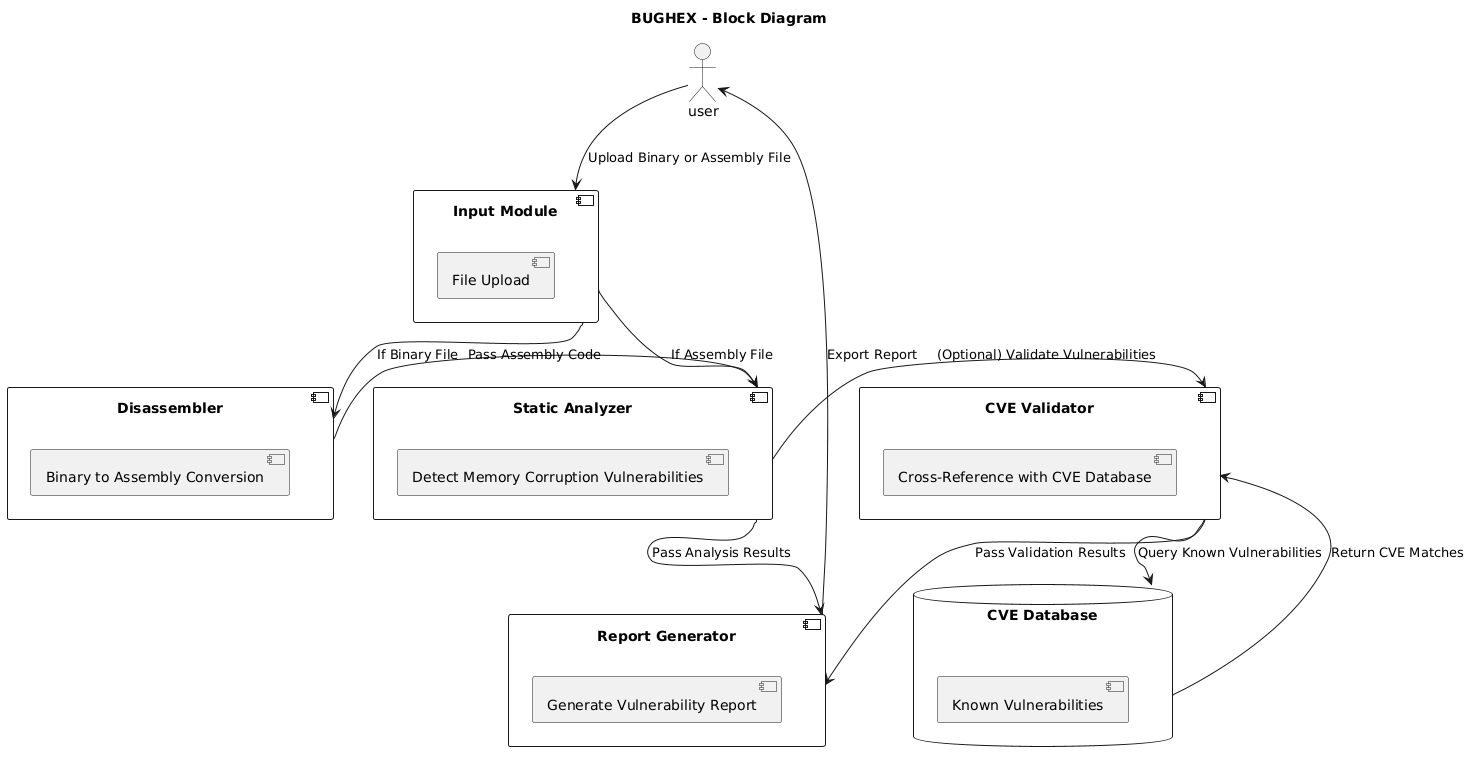 BUGHEX - Block Diagram
user
Upload Binary or Assembly File
Input Module
File Upload
If Binary File
Pass Assembly Code
If Assembly File
Export Report
(Optional) Validate Vulnerabilities
Disassembler
Static Analyzer
CVE Validator
Binary to Assembly Conversion
Detect Memory Corruption Vulnerabilities
Cross-Reference with CVE Database
Pass Analysis Results
Pass Validation Results
Query Known Vulnerabilities
Return CVE Matches
Report Generator
CVE Database
Generate Vulnerability Report
Known Vulnerabilities